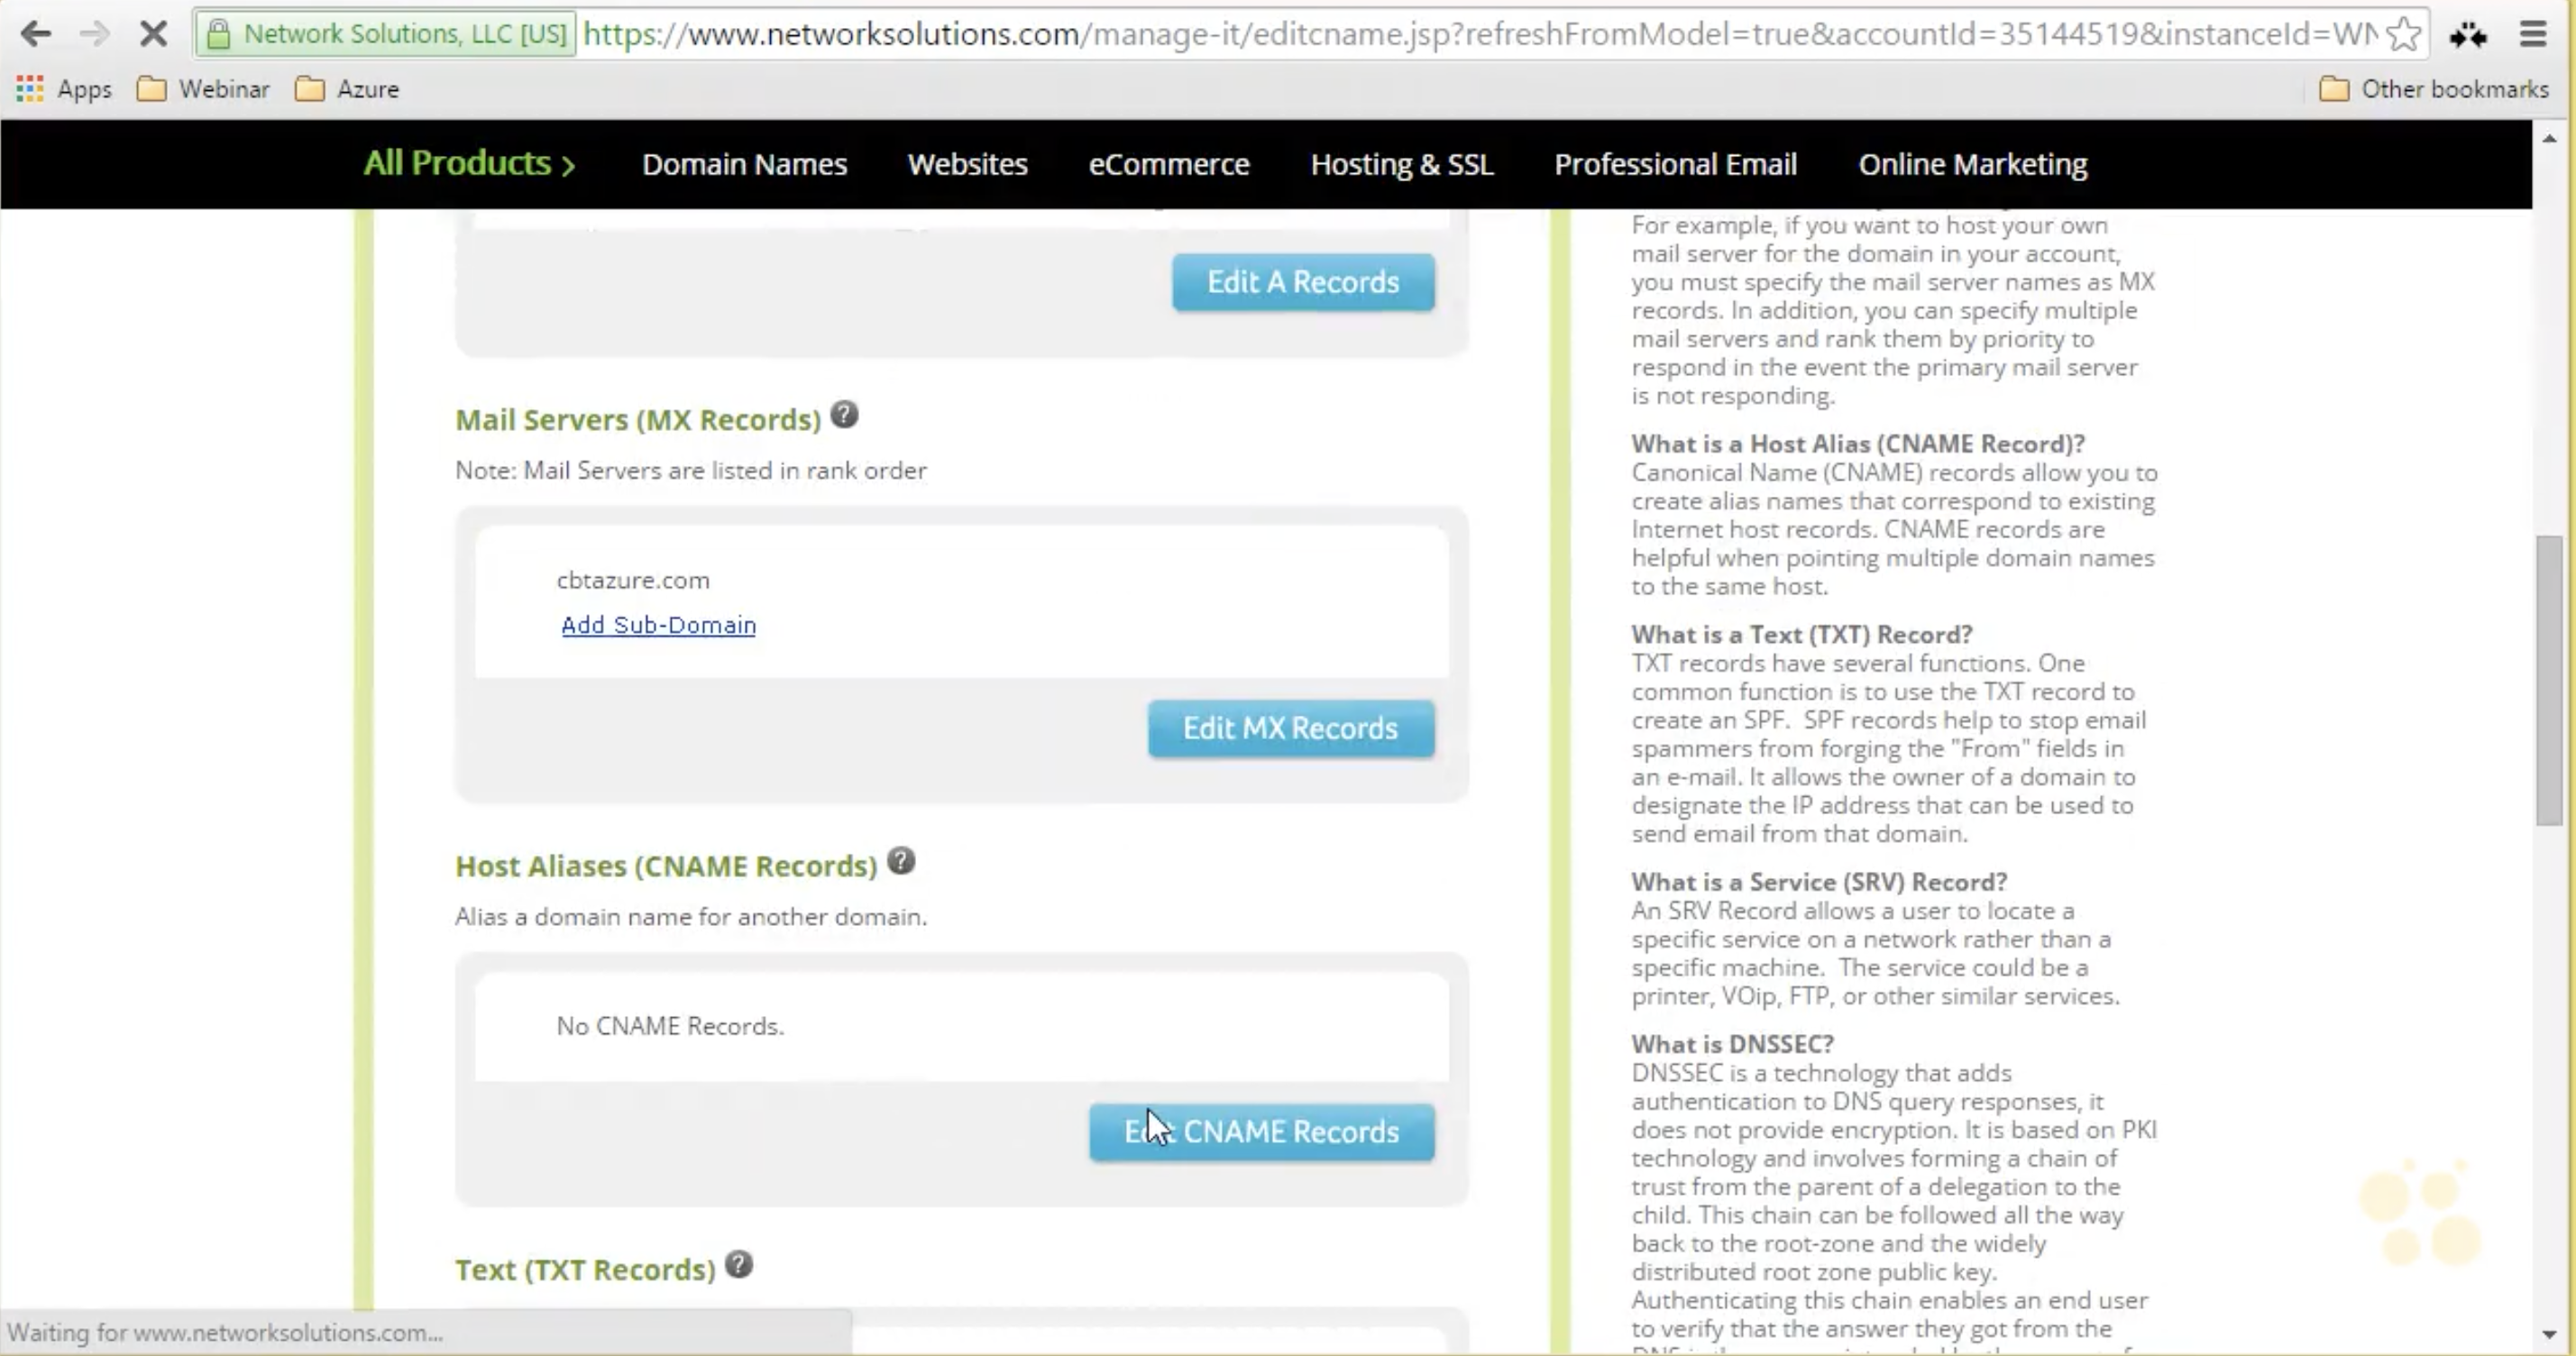 Network Solutions, LLC [US] https://www.networksolutions.com/manage-it/editcname.jsp?refreshFromModel=true&accountId=35144519&instanceId=WN
Apps Webinar Azure Other bookmarks
All Products > Domain Names Websites eCommerce Hosting & SSL Professional Email Online Marketing
Edit A Records
Mail Servers (MX Records) ?
Note: Mail Servers are listed in rank order
cbtazure.com
Add Sub-Domain
Edit MX Records
Host Aliases (CNAME Records) ?
Alias a domain name for another domain.
No CNAME Records.
CNAME Records
Text (TXT Records) ?
For example, if you want to host your own
mail server for the domain in your account,
you must specify the mail server names as MX
records. In addition, you can specify multiple
mail servers and rank them by priority to
respond in the event the primary mail server
is not responding.
What is a Host Alias (CNAME Record)?
Canonical Name (CNAME) records allow you to
create alias names that correspond to existing
Internet host records. CNAME records are
helpful when pointing multiple domain names
to the same host.
What is a Text (TXT) Record?
TXT records have several functions. One
common function is to use the TXT record to
create an SPF.  SPF records help to stop email
spammers from forging the "From" fields in
an e-mail. It allows the owner of a domain to
designate the IP address that can be used to
send email from that domain.
What is a Service (SRV) Record?
An SRV Record allows a user to locate a
specific service on a network rather than a
specific machine.  The service could be a
printer, VOip, FTP, or other similar services.
What is DNSSEC?
DNSSEC is a technology that adds
authentication to DNS query responses, it
does not provide encryption. It is based on PKI
technology and involves forming a chain of
trust from the parent of a delegation to the
child. This chain can be followed all the way
back to the root-zone and the widely
distributed root zone public key.
Authenticating this chain enables an end user
to verify that the answer they got from the
Waiting for www.networksolutions.com...